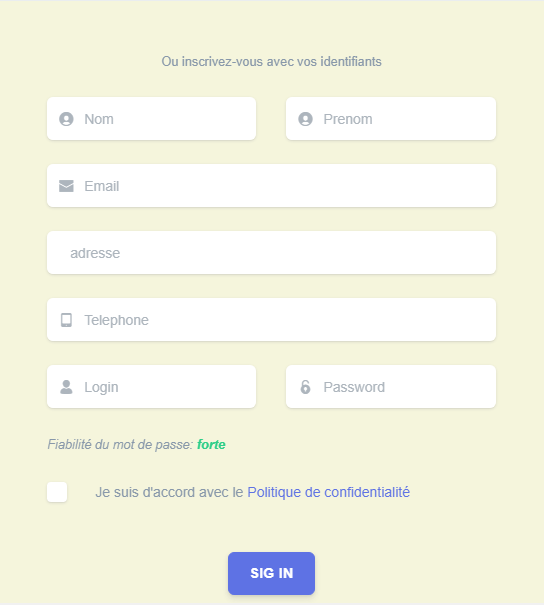 Ou inscrivez-vous avec vos identifiants
Nom Prenom
Email
adresse
Telephone
Login Password
Fiabilité du mot de passe: forte
Je suis d'accord avec le Politique de confidentialité
SIG IN